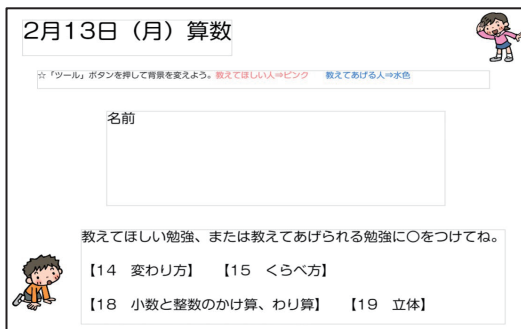 2月13日（月）算数
☆「ツール」ボタンを押して背景を変えよう。教えてほしい人⇒ピンク　教えてあげる人⇒水色
名前
教えてほしい勉強、または教えてあげられる勉強に○をつけてね。
【14　変わり方】　【15　くらべ方】
【18　小数と整数のかけ算、わり算】　【19　立体】